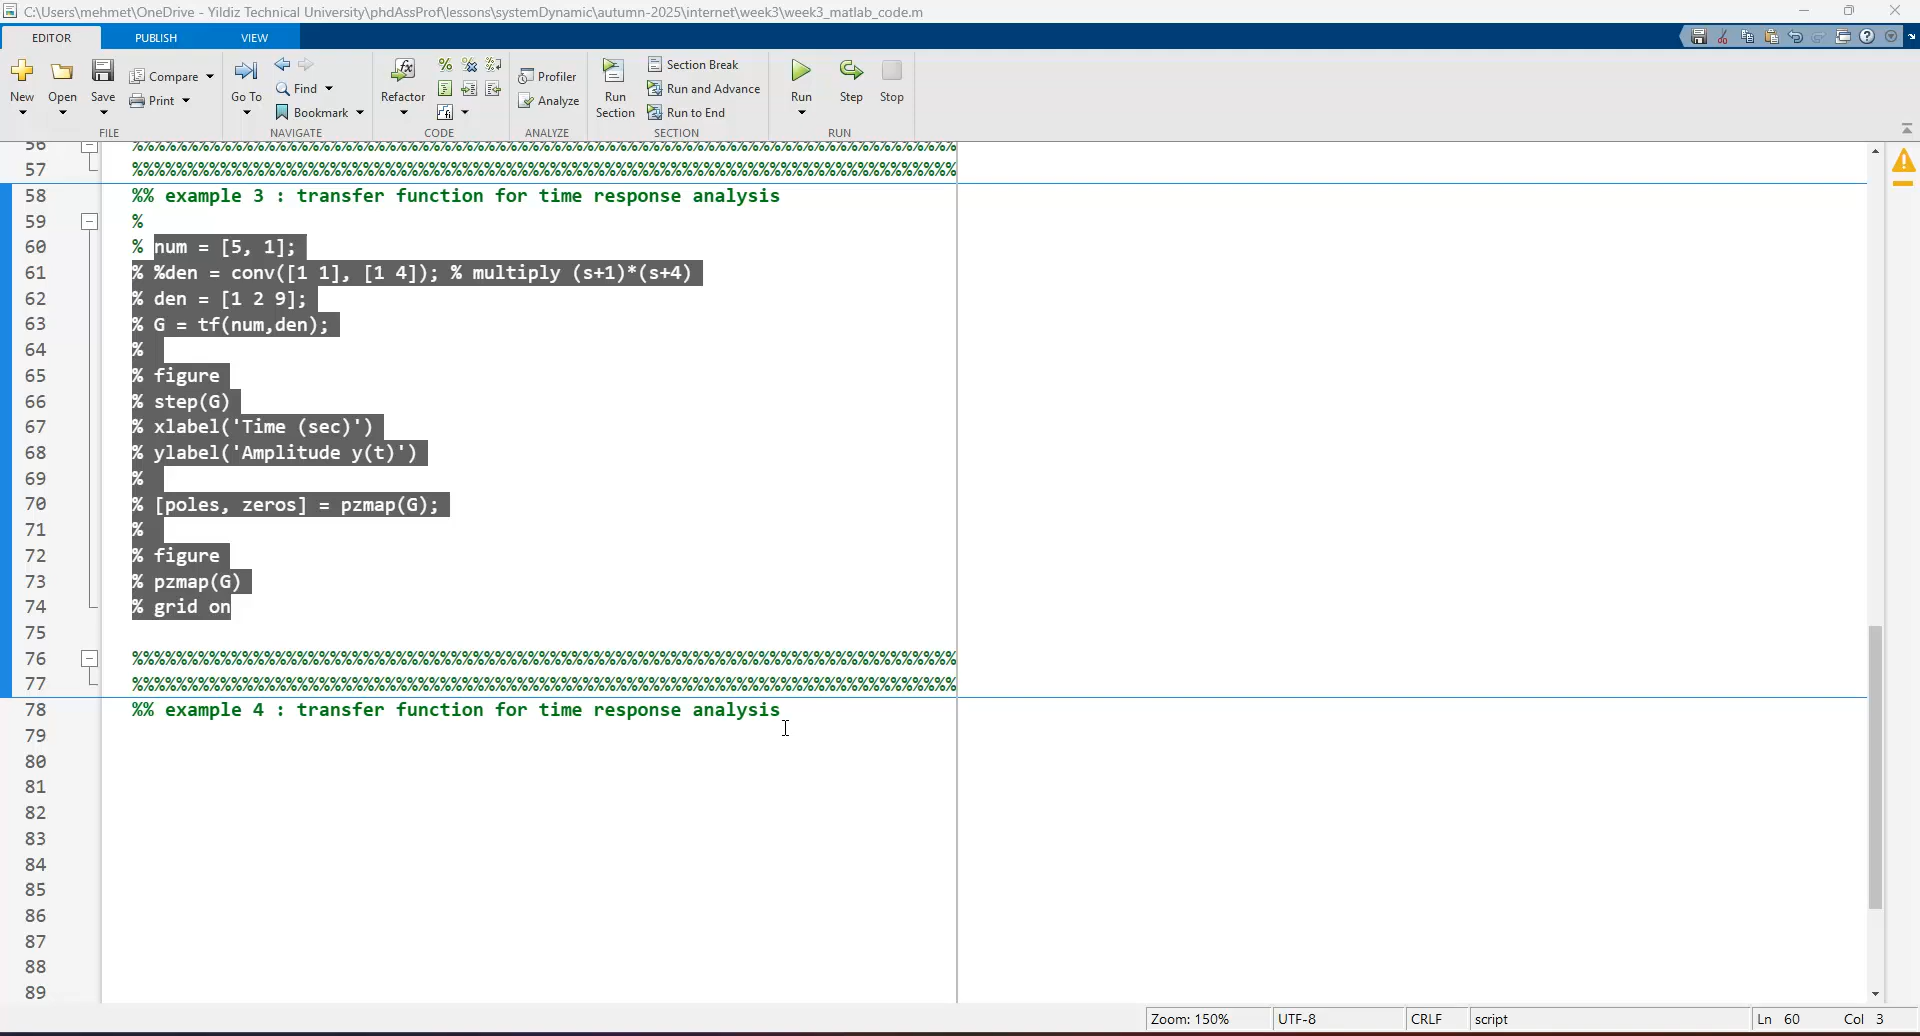 C:\Users\mehmet\OneDrive - Yildiz Technical University\phdAssProf\lessons\systemDynamic\autumn-2025\internet\week3\week3_matlab_code.m
EDITOR PUBLISH VIEW
New Open Save Compare Print
Go To Find Bookmark
Refactor
Profiler Analyze
Run Section
Section Break
Run and Advance
Run to End
Run Step Stop
FILE NAVIGATE CODE ANALYZE SECTION RUN
56
57
58 %% example 3 : transfer function for time response analysis
59 %
60 % num = [5, 1];
61 % %den = conv([1 1], [1 4]); % multiply (s+1)*(s+4)
62 % den = [1 2 9];
63 % G = tf(num,den);
64 %
65 % figure
66 % step(G)
67 % xlabel('Time (sec)')
68 % ylabel('Amplitude y(t)')
69 %
70 % [poles, zeros] = pzmap(G);
71 %
72 % figure
73 % pzmap(G)
74 % grid on
75
76 %%%%%%%%%%%%%%%%%%%%%%%%%%%%%%%%%%%%%%%%%%%%%%%%%%%%%%%%%%%%%%%%%%%%%%%%%%%%%
77 %%%%%%%%%%%%%%%%%%%%%%%%%%%%%%%%%%%%%%%%%%%%%%%%%%%%%%%%%%%%%%%%%%%%%%%%%%%%%
78 %% example 4 : transfer function for time response analysis
79
80
81
82
83
84
85
86
87
88
89
Zoom: 150% UTF-8 CRLF script Ln 60 Col 3